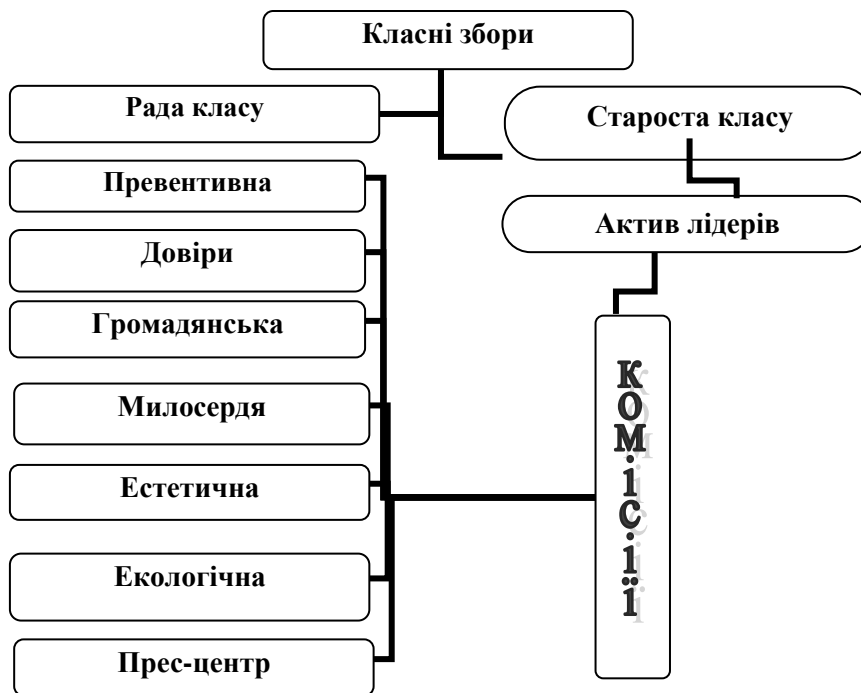 Класні збори
Рада класу
Староста класу
Превентивна
Актив лідерів
Довіри
Громадянська
Милосердя
Естетична
Екологічна
Прес-центр
Комісії